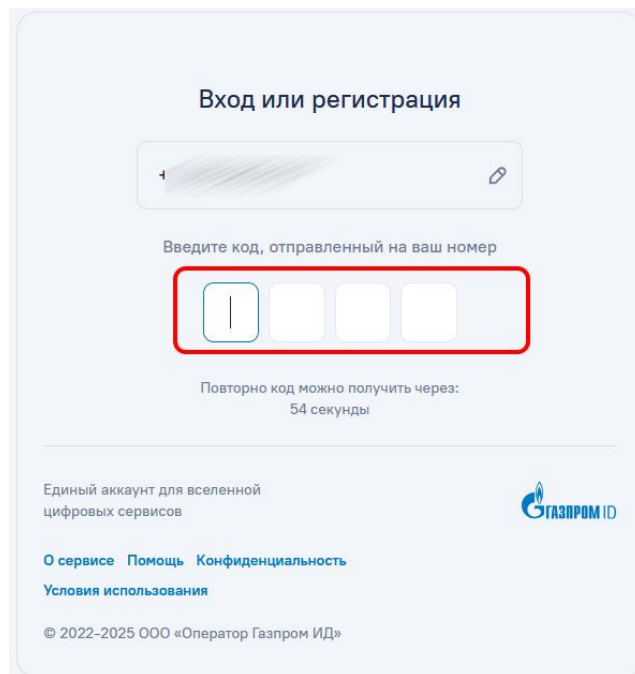 Вход или регистрация
+
Введите код, отправленный на ваш номер
Повторно код можно получить через:
54 секунды
Единый аккаунт для вселенной
цифровых сервисов
ГАЗПРОМ ID
О сервисе Помощь Конфиденциальность
Условия использования
© 2022-2025 ООО «Оператор Газпром ИД»